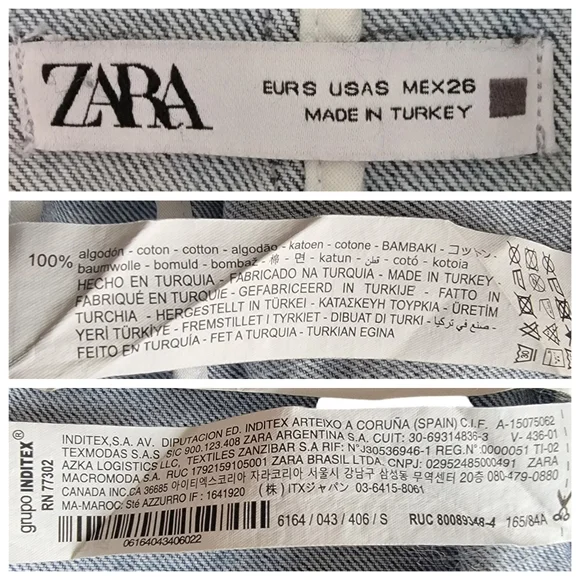 ZARA
EUR S USA S MEX 26
MADE IN TURKEY
100% algodón - coton - cotton - algodão - katoen - cotone - BAMBAKI - コットン -
baumwolle - bomuld - bombaž - 棉 - 면 - katun - قطن - cotó - kotoia
HECHO EN TURQUIA - FABRICADO NA TURQUIA - MADE IN TURKEY -
FABRIQUÉ EN TURQUIE - GEFABRICEERD IN TURKIJE - FATTO IN
TURCHIA - HERGESTELLT IN TÜRKEI - ΚΑΤΑΣΚΕΥΗ ΤΟΥΡΚΙΑ - ÜRETİM
YERİ TÜRKİYE - FREMSTILLET I TYRKIET - DIBUAT DI TURKI - صنع في تركيا -
FEITO EN TURQUÍA - FET A TURQUIA - TURKIAN EGINA
grupo INDITEX®
RN 77302
INDITEX,S.A. AV. DIPUTACION ED. INDITEX ARTEIXO A CORUÑA (SPAIN) C.I.F. A-15075062
TEXMODAS S.A.S. SIC 900.123.408 ZARA ARGENTINA S.A. CUIT: 30-69314836-3 V- 436-01
AZKA LOGISTICS LLC, TEXTILES ZANZIBAR S.A RIF: Nº J30536946-1 REG.Nº:0000051 TI-02
MACROMODA S.A. RUC 1792159105001 ZARA BRASIL LTDA. CNPJ: 02952485000491 ZARA
CANADA INC.CA 36685 아이티엑스코리아 자라코리아 서울시 강남구 삼성동 무역센터 20층 080-479-0880
MA-MAROC: Sté AZZURRO IF : 1641920 (株) ITXジャパン 03-6415-8061
6164 / 043 / 406 / S RUC 80089348-4 165/84A
06164043406022